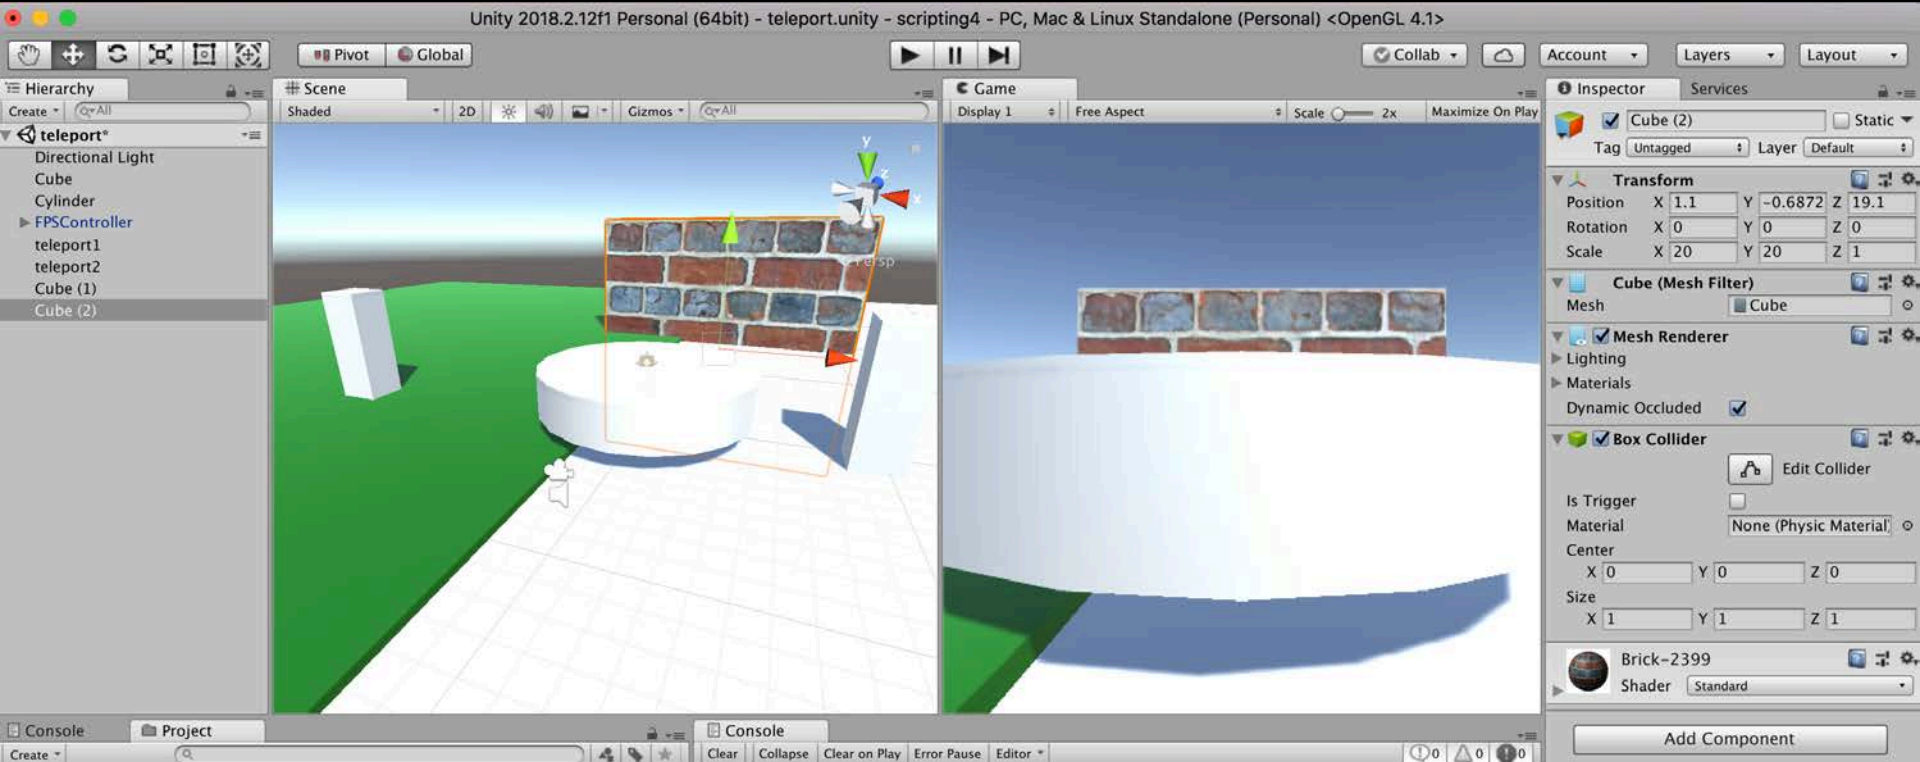 Unity 2018.2.12f1 Personal (64bit) - teleport.unity - scripting4 - PC, Mac & Linux Standalone (Personal) <OpenGL 4.1>
Pivot Global Collab Account Layers Layout
Hierarchy
Create All
teleport*
Directional Light
Cube
Cylinder
FPSController
teleport1
teleport2
Cube (1)
Cube (2)
Scene
Shaded 2D Gizmos All
y
z
x
Persp
Game
Display 1 Free Aspect Scale 2x Maximize On Play
Inspector Services
Cube (2) Static
Tag Untagged Layer Default
Transform
Position X 1.1 Y -0.6872 Z 19.1
Rotation X 0 Y 0 Z 0
Scale X 20 Y 20 Z 1
Cube (Mesh Filter)
Mesh Cube
Mesh Renderer
Lighting
Materials
Dynamic Occluded
Box Collider
Edit Collider
Is Trigger
Material None (Physic Material)
Center
X 0 Y 0 Z 0
Size
X 1 Y 1 Z 1
Brick-2399
Shader Standard
Add Component
Console Project
Create
Console
Clear Collapse Clear on Play Error Pause Editor 0 0 0